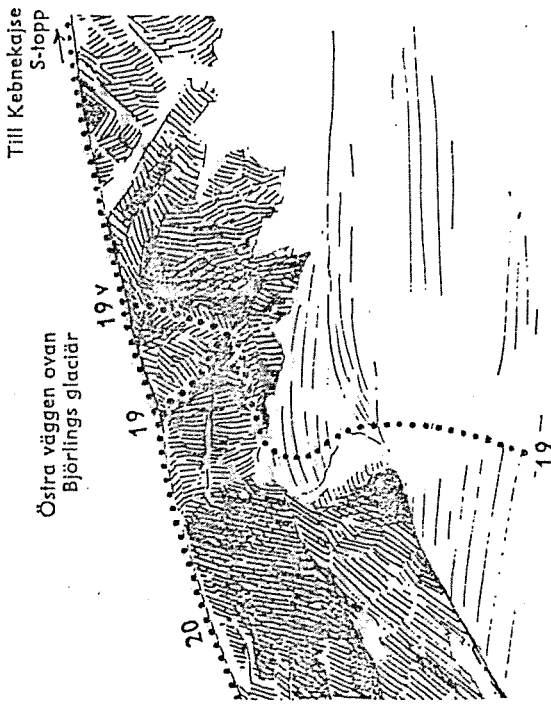 Till Kebnekajse
S-topp
Östra väggen ovan
Björlings glaciär
19 v
19
20
19